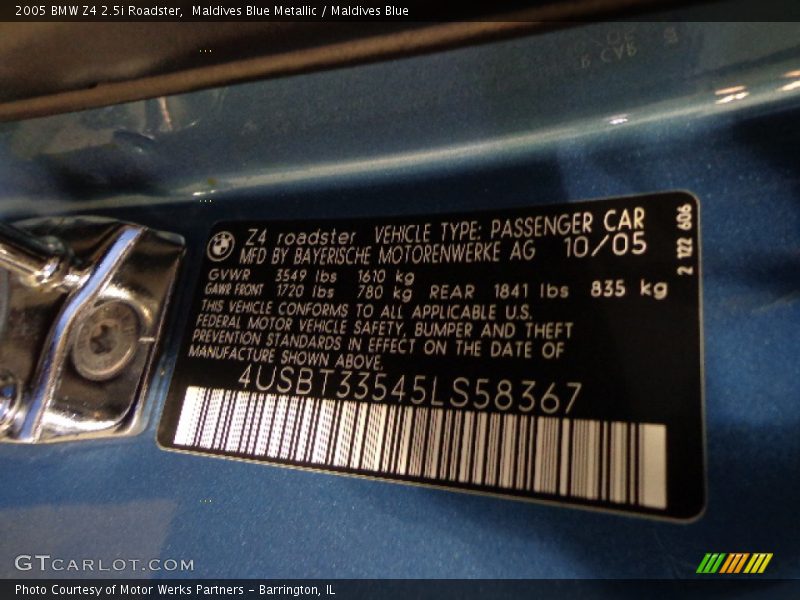 2005 BMW Z4 2.5i Roadster,  Maldives Blue Metallic / Maldives Blue
Z4 roadster VEHICLE TYPE: PASSENGER CAR
MFD BY BAYERISCHE MOTORENWERKE AG 10/05
GVWR 3549 lbs 1610 kg
GAWR FRONT 1720 lbs 780 kg REAR 1841 lbs 835 kg
THIS VEHICLE CONFORMS TO ALL APPLICABLE U.S.
FEDERAL MOTOR VEHICLE SAFETY, BUMPER AND THEFT
PREVENTION STANDARDS IN EFFECT ON THE DATE OF
MANUFACTURE SHOWN ABOVE.
4USBT33545LS58367
2 122 606
GTCARLOT.COM
Photo Courtesy of Motor Werks Partners - Barrington, IL